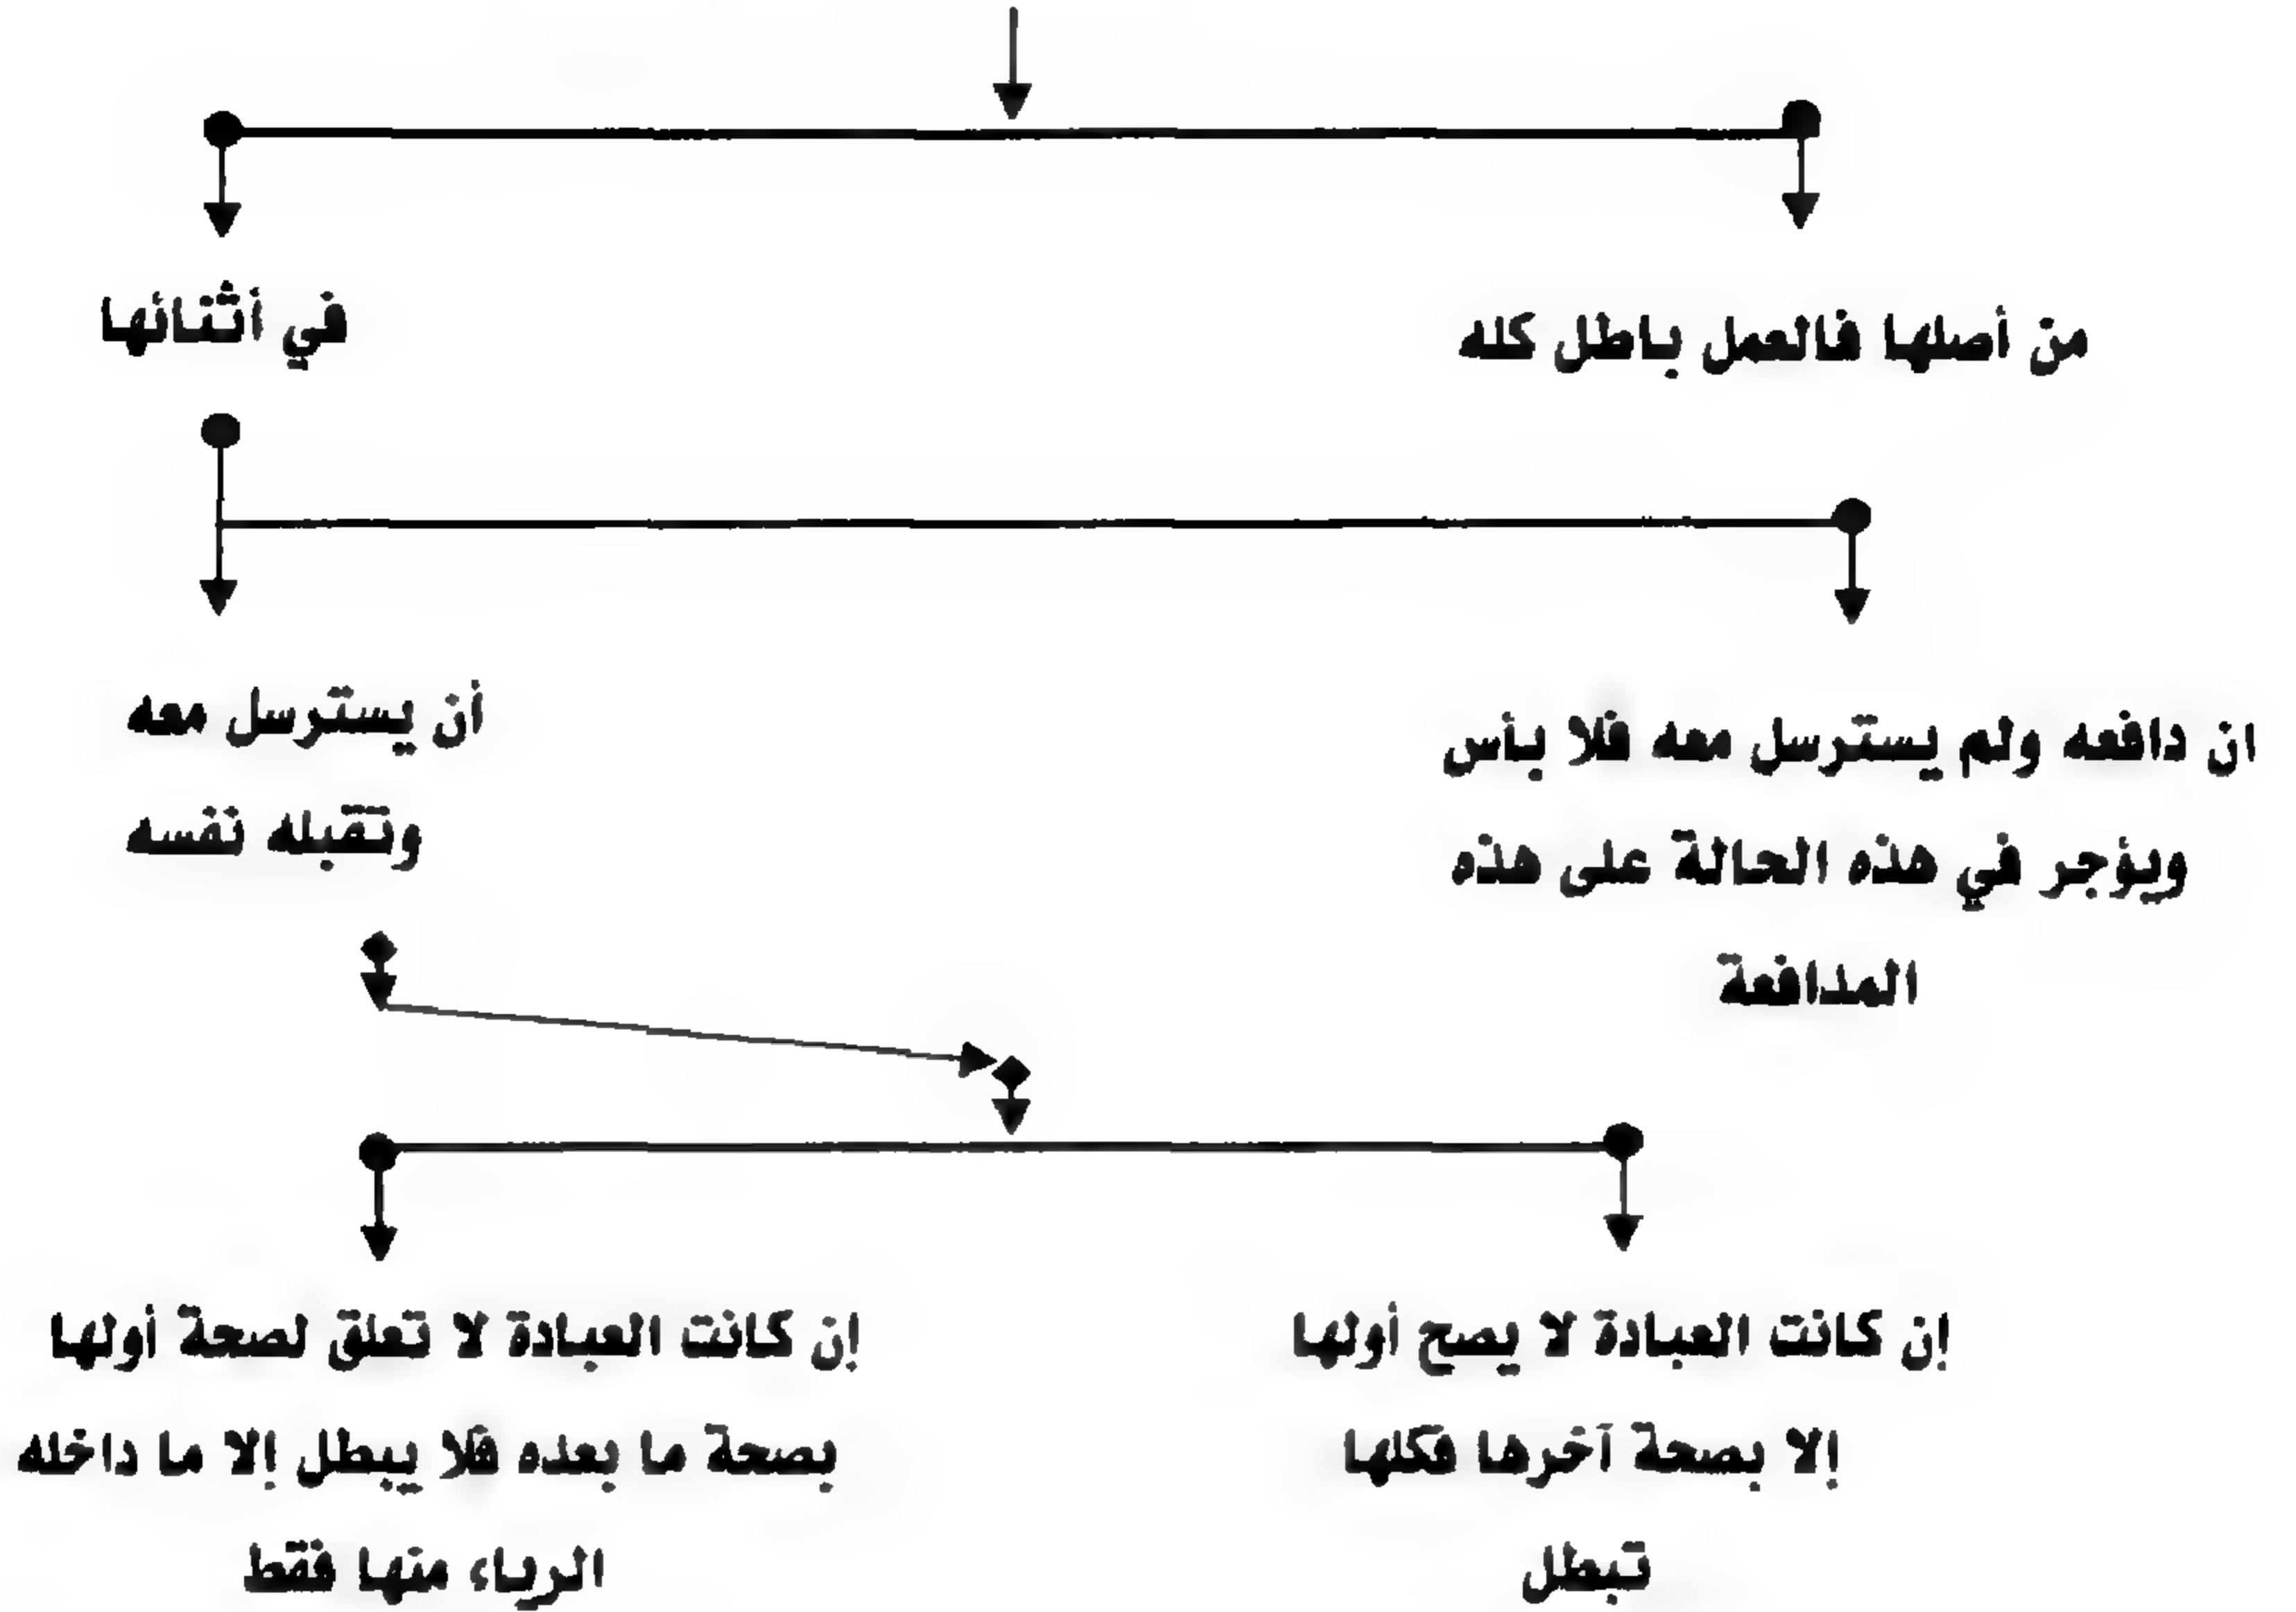 من أصلها فالعمل باطل كله
في أثنائها
ان دافعه ولم يسترسل معه فلا بأس
ويؤجر في هذه الحالة على هذه
المدافعة
أن يسترسل معه
وتقبله نفسه
إن كانت العبادة لا يصح أولها
إلا بصحة آخرها فكلها
تبطل
إن كانت العبادة لا تعلق لصحة أولها
بصحة ما بعده فلا يبطل إلا ما داخله
الرياء منها فقط